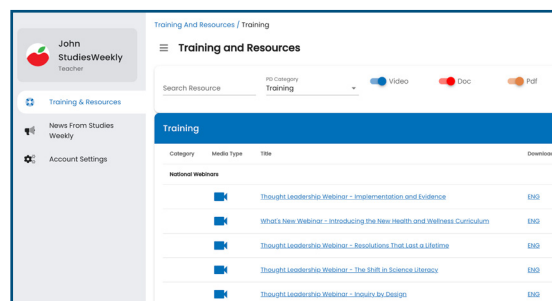 Training And Resources / Training
John
StudiesWeekly
Teacher
Training and Resources
Search Resource
PD Category
Training
Video
Doc
Pdf
Training & Resources
News From Studies
Weekly
Account Settings
Training
Category Media Type Title Download
National Webinars
Thought Leadership Webinar - Implementation and Evidence ENG
What's New Webinar - Introducing the New Health and Wellness Curriculum ENG
Thought Leadership Webinar - Resolutions That Last a Lifetime ENG
Thought Leadership Webinar - The Shift in Science Literacy ENG
Thought Leadership Webinar - Inquiry by Design ENG